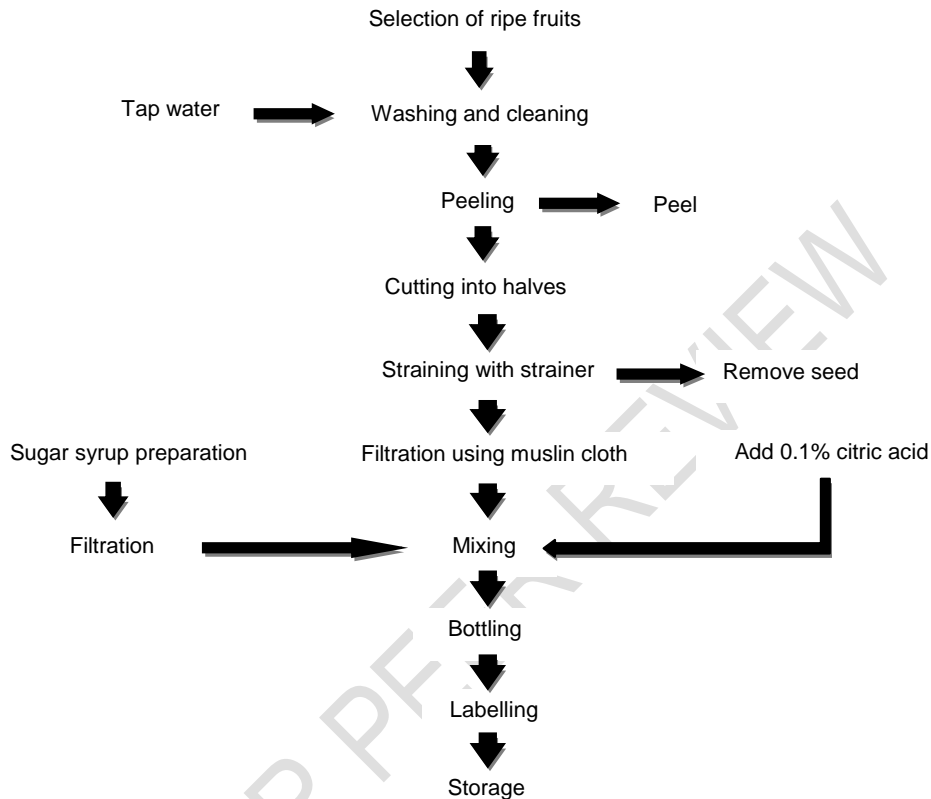 Selection of ripe fruits
Tap water
Washing and cleaning
Peeling
Peel
Cutting into halves
Straining with strainer
Remove seed
Sugar syrup preparation
Filtration using muslin cloth
Add 0.1% citric acid
Filtration
Mixing
Bottling
Labelling
Storage